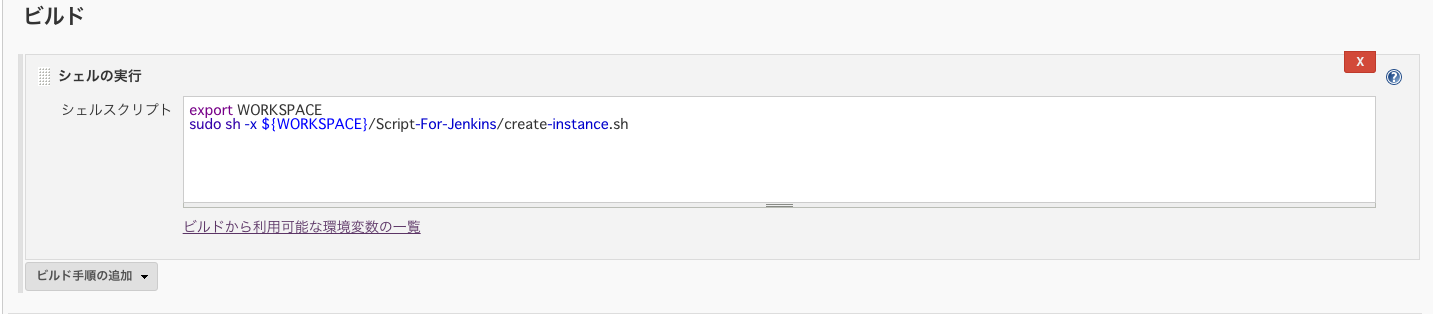 ビルド
X
シェルの実行
?
シェルスクリプト
export WORKSPACE
sudo sh -x ${WORKSPACE}/Script-For-Jenkins/create-instance.sh
ビルドから利用可能な環境変数の一覧
ビルド手順の追加